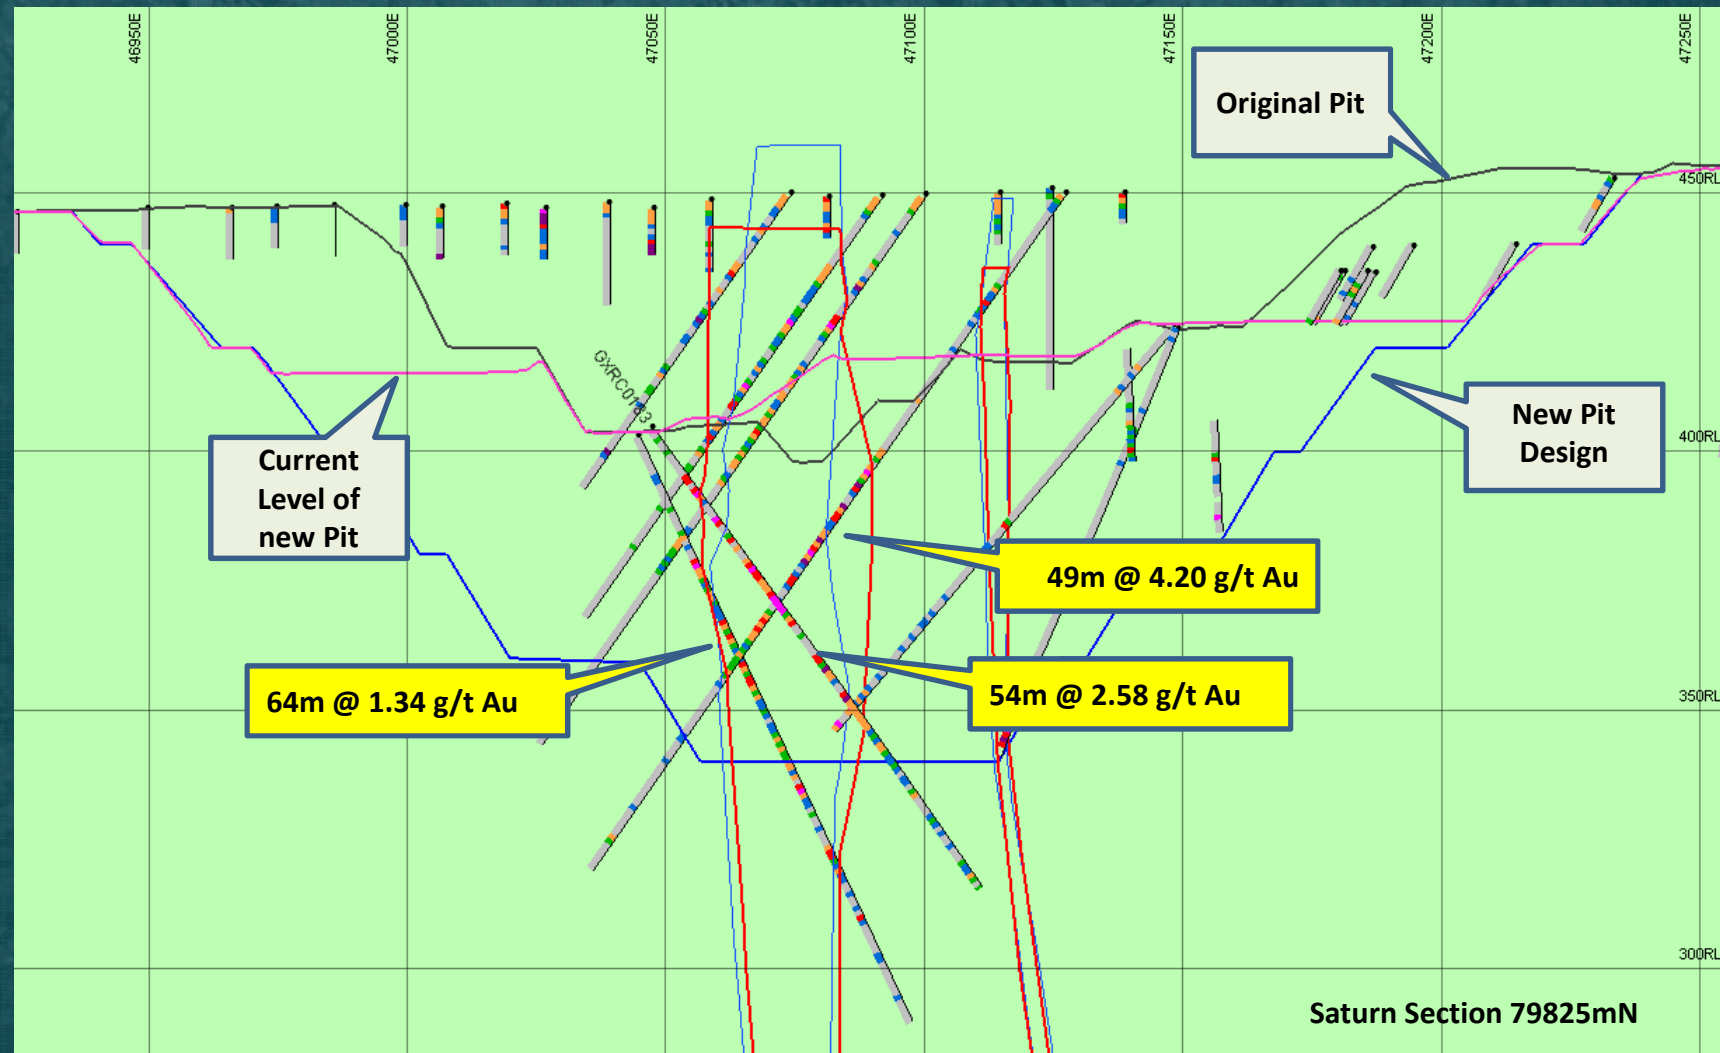 46950E
47000E
47050E
47100E
47150E
47200E
47250E
Original Pit
450RL
GXRC0183
New Pit
Design
400RL
Current
Level of
new Pit
49m @ 4.20 g/t Au
64m @ 1.34 g/t Au
54m @ 2.58 g/t Au
350RL
300RL
Saturn Section 79825mN